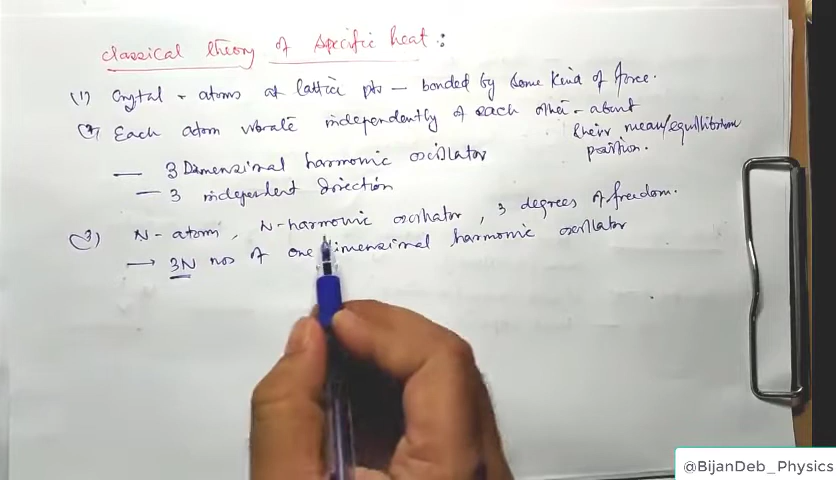 classical theory of specific heat :
(1) Crystal - atoms at lattice pts - bonded by some kind of force.
(2) Each atom vibrate independently of each other - about
their mean/equilibrium
position.
— 3 Dimensional harmonic oscillator
— 3 independent direction
(3) N - atom, N-harmonic oscillator, 3 degrees of freedom.
→ 3N nos of one dimensional harmonic oscillator
@BijanDeb_Physics